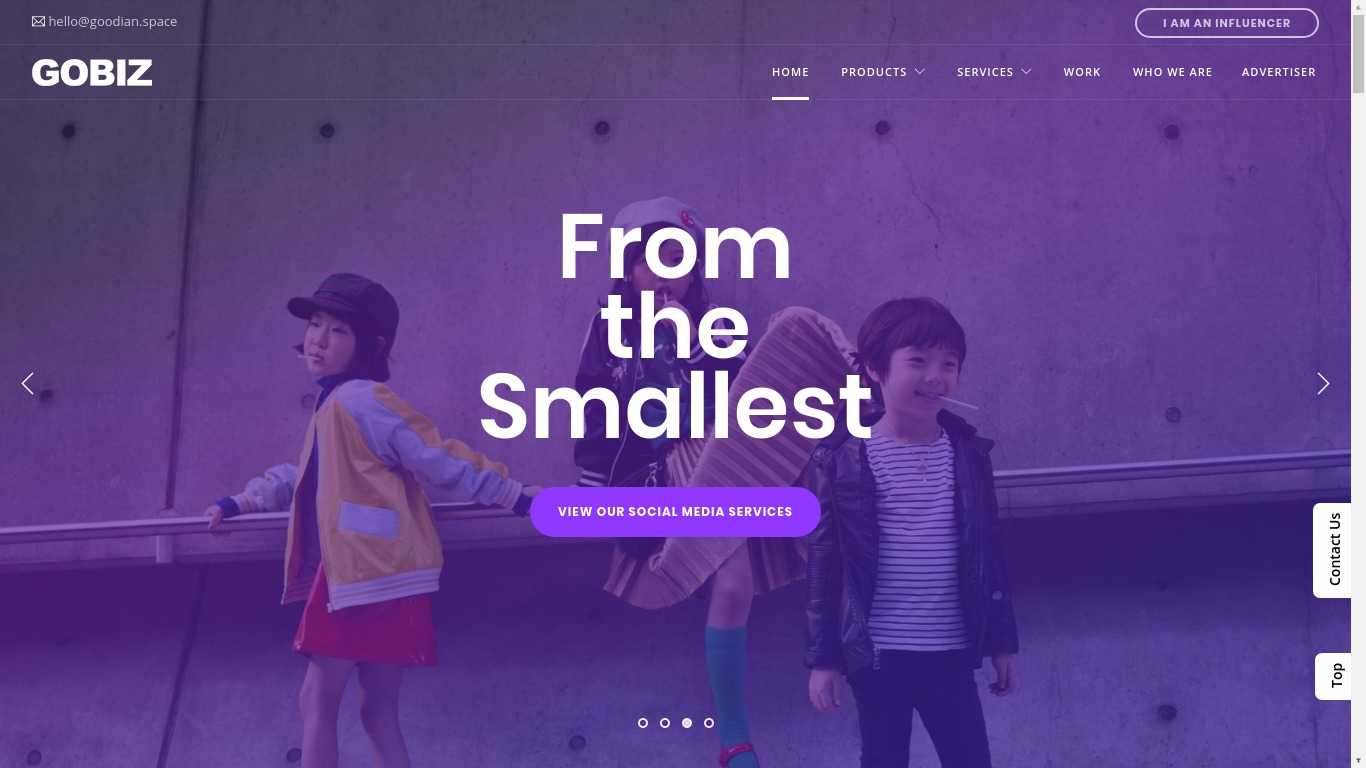 hello@goodian.space
I AM AN INFLUENCER
GOBIZ
HOME
PRODUCTS
SERVICES
WORK
WHO WE ARE
ADVERTISER
From
the
Smallest
VIEW OUR SOCIAL MEDIA SERVICES
Contact Us
Top